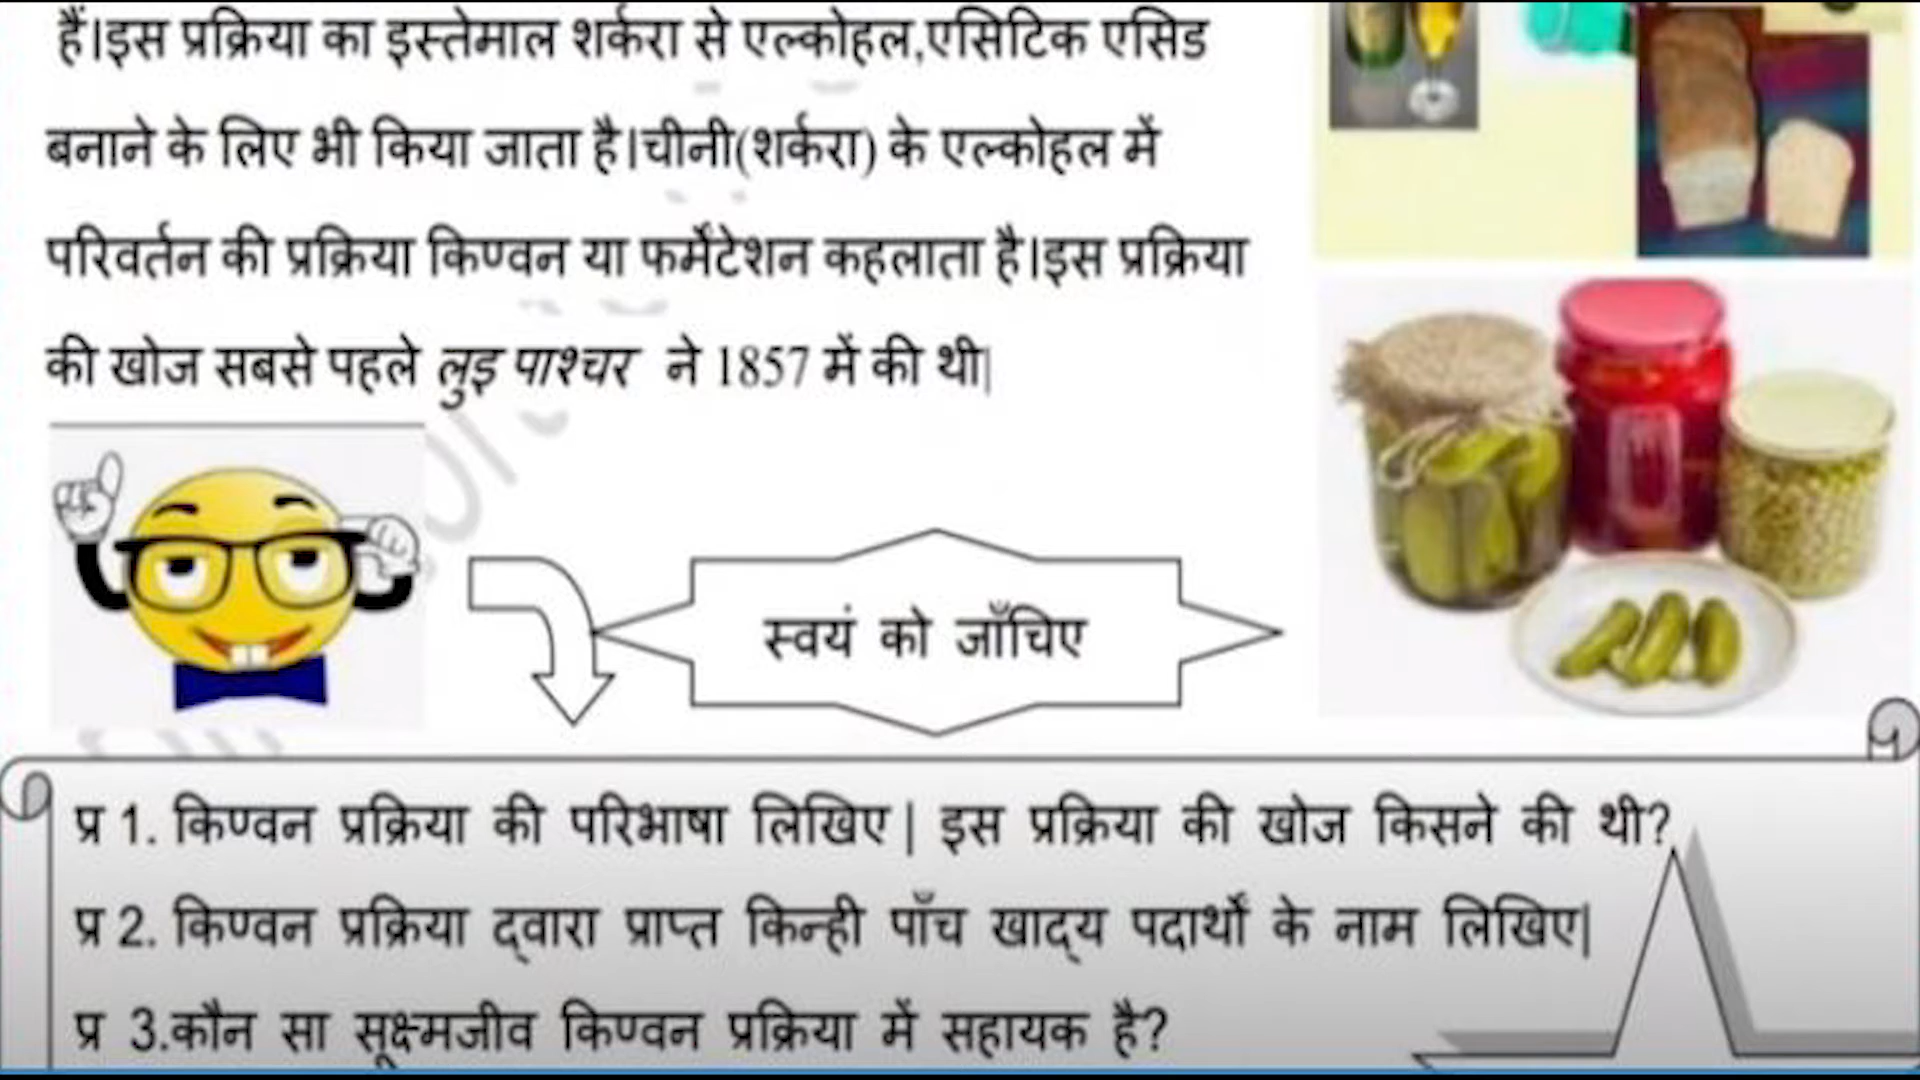 हैं।इस प्रक्रिया का इस्तेमाल शर्करा से एल्कोहल,एसिटिक एसिड
बनाने के लिए भी किया जाता है।चीनी(शर्करा) के एल्कोहल में
परिवर्तन की प्रक्रिया किण्वन या फर्मेंटेशन कहलाता है।इस प्रक्रिया
की खोज सबसे पहले लुइ पाश्चर ने 1857 में की थी|
स्वयं को जाँचिए
प्र 1. किण्वन प्रक्रिया की परिभाषा लिखिए| इस प्रक्रिया की खोज किसने की थी?
प्र 2. किण्वन प्रक्रिया द्वारा प्राप्त किन्ही पाँच खाद्य पदार्थों के नाम लिखिए|
प्र 3.कौन सा सूक्ष्मजीव किण्वन प्रक्रिया में सहायक है?